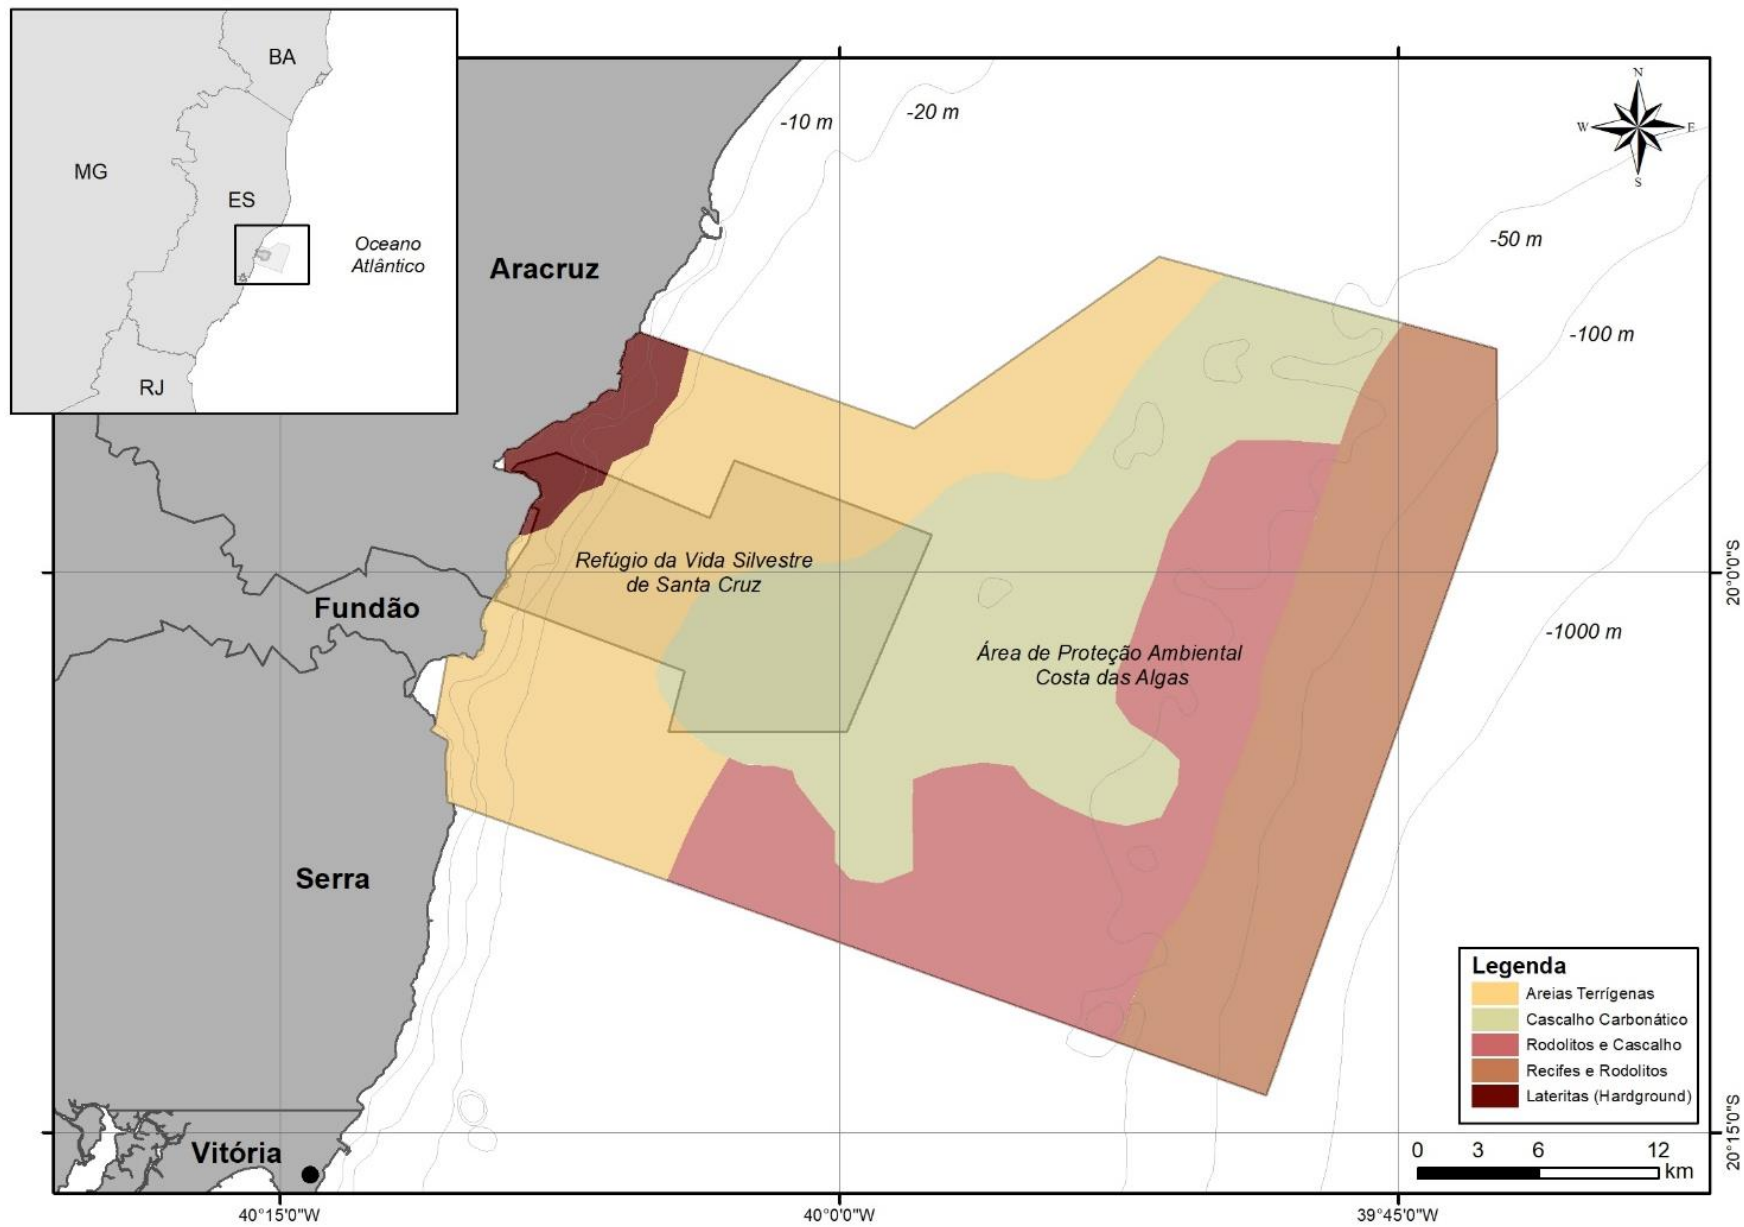 BA
MG
ES
Oceano
Atlântico
RJ
-10 m
-20 m
N
W
E
S
-50 m
-100 m
Aracruz
Refúgio da Vida Silvestre
de Santa Cruz
20°0'0"S
Fundão
-1000 m
Área de Proteção Ambiental
Costa das Algas
Serra
Legenda
Areias Terrígenas
Cascalho Carbonático
Rodolitos e Cascalho
Recifes e Rodolitos
Lateritas (Hardground)
Vitória
20°15'0"S
0 3 6 12
km
40°15'0"W
40°0'0"W
39°45'0"W